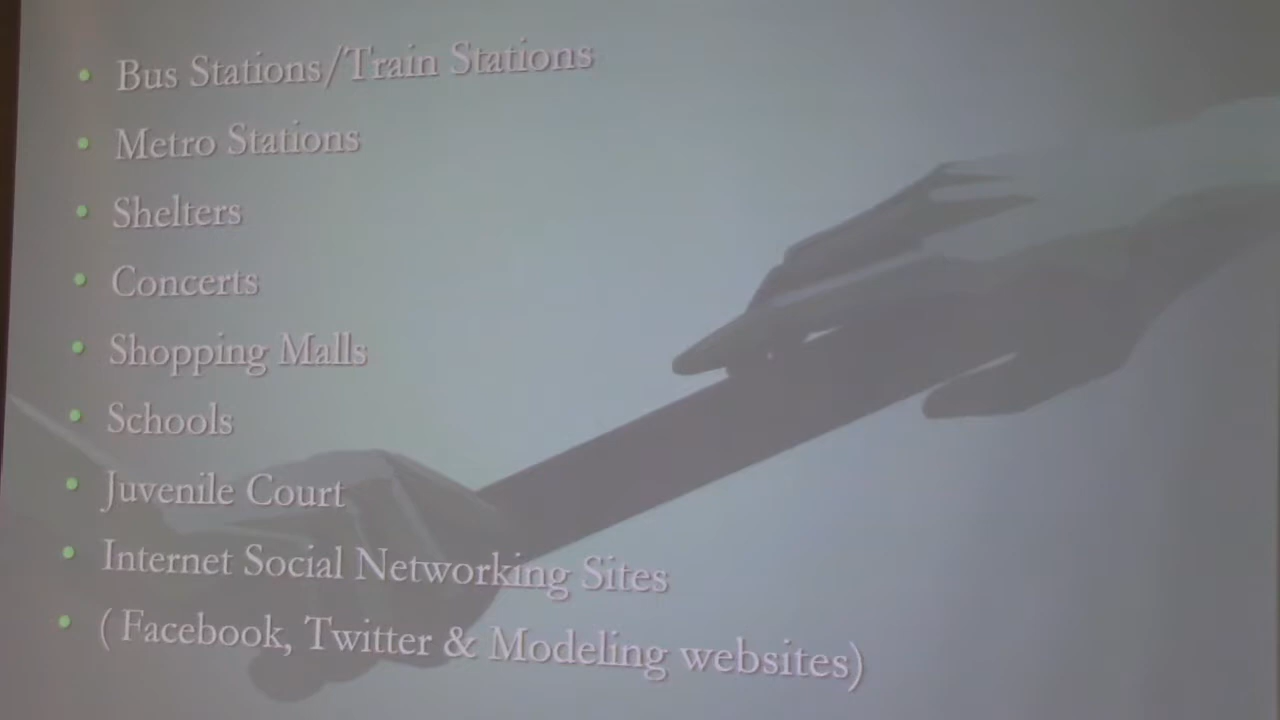 • Bus Stations/Train Stations
• Metro Stations
• Shelters
• Concerts
• Shopping Malls
• Schools
• Juvenile Court
• Internet Social Networking Sites
• ( Facebook, Twitter & Modeling websites)